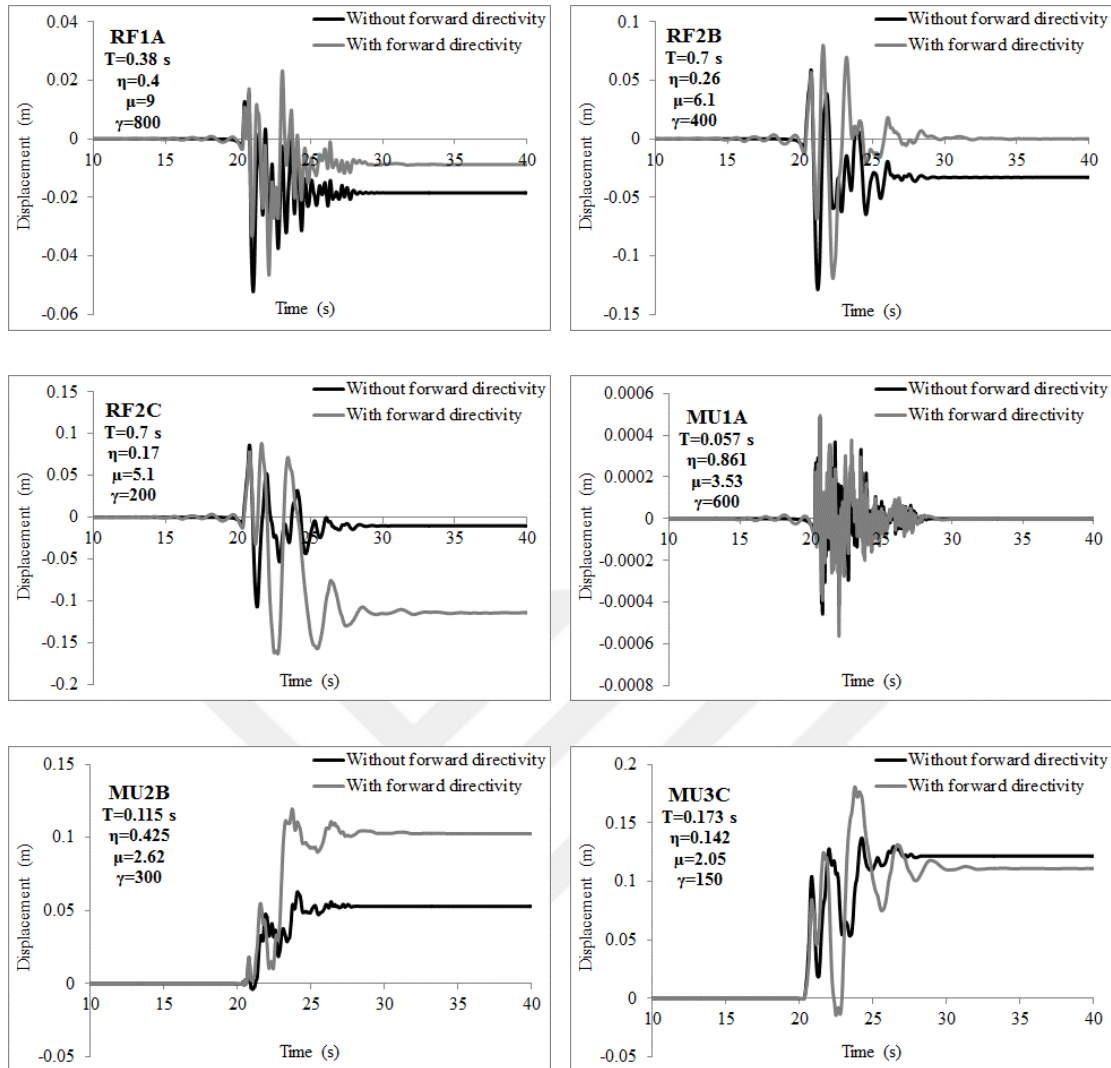 Without forward directivity
With forward directivity
RF1A
T=0.38 s
η=0.4
μ=9
γ=800
Displacement (m)
0.04
0.02
0
-0.02
-0.04
-0.06
10 15 20 25 30 35 40
Time (s)
Without forward directivity
With forward directivity
RF2B
T=0.7 s
η=0.26
μ=6.1
γ=400
Displacement (m)
0.1
0.05
0
-0.05
-0.1
-0.15
10 15 20 25 30 35 40
Time (s)
Without forward directivity
With forward directivity
RF2C
T=0.7 s
η=0.17
μ=5.1
γ=200
Displacement (m)
0.15
0.1
0.05
0
-0.05
-0.1
-0.15
-0.2
10 15 20 25 30 35 40
Time (s)
Without forward directivity
With forward directivity
MU1A
T=0.057 s
η=0.861
μ=3.53
γ=600
Displacement (m)
0.0006
0.0004
0.0002
0
-0.0002
-0.0004
-0.0006
-0.0008
10 15 20 25 30 35 40
Time (s)
Without forward directivity
With forward directivity
MU2B
T=0.115 s
η=0.425
μ=2.62
γ=300
Displacement (m)
0.15
0.1
0.05
0
-0.05
10 15 20 25 30 35 40
Time (s)
Without forward directivity
With forward directivity
MU3C
T=0.173 s
η=0.142
μ=2.05
γ=150
Displacement (m)
0.2
0.15
0.1
0.05
0
-0.05
10 15 20 25 30 35 40
Time (s)